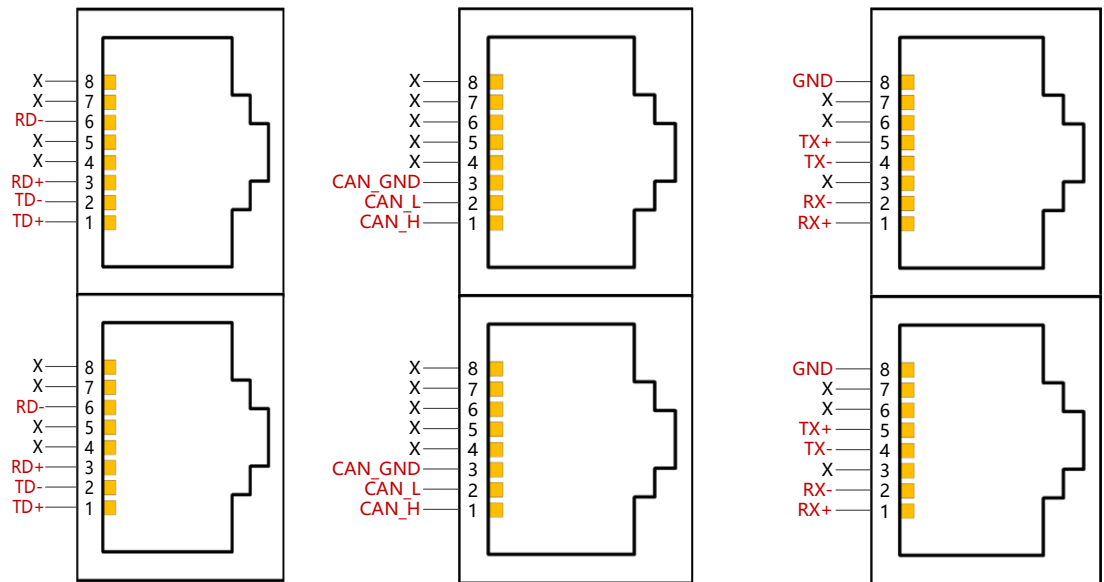 X 8
X 7
RD- 6
X 5
X 4
RD+ 3
TD- 2
TD+ 1
X 8
X 7
X 6
X 5
X 4
CAN_GND 3
CAN_L 2
CAN_H 1
GND 8
X 7
X 6
TX+ 5
TX- 4
X 3
RX- 2
RX+ 1
X 8
X 7
RD- 6
X 5
X 4
RD+ 3
TD- 2
TD+ 1
X 8
X 7
X 6
X 5
X 4
CAN_GND 3
CAN_L 2
CAN_H 1
GND 8
X 7
X 6
TX+ 5
TX- 4
X 3
RX- 2
RX+ 1